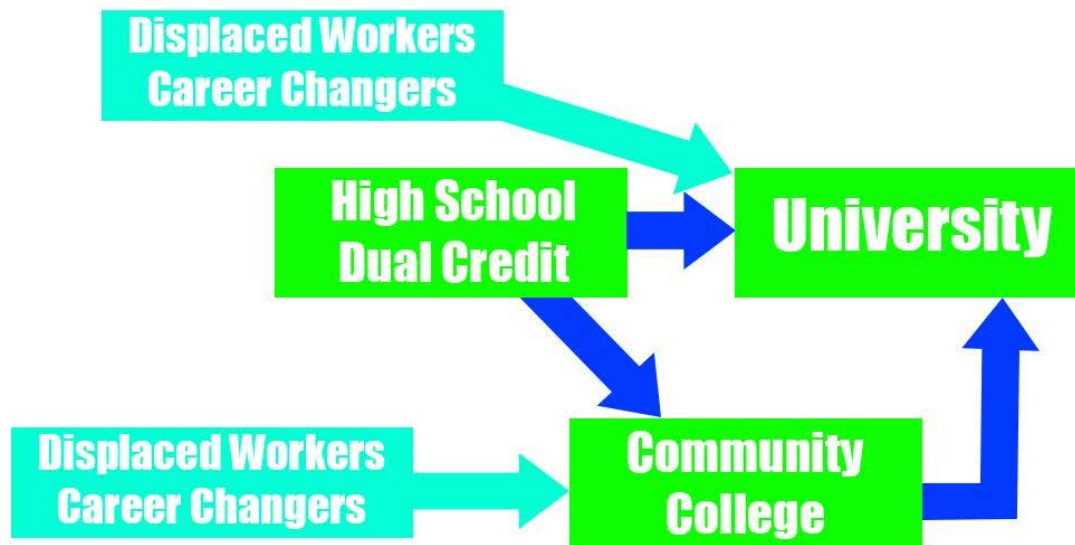 Displaced Workers
Career Changers
High School
Dual Credit
University
Displaced Workers
Career Changers
Community
College